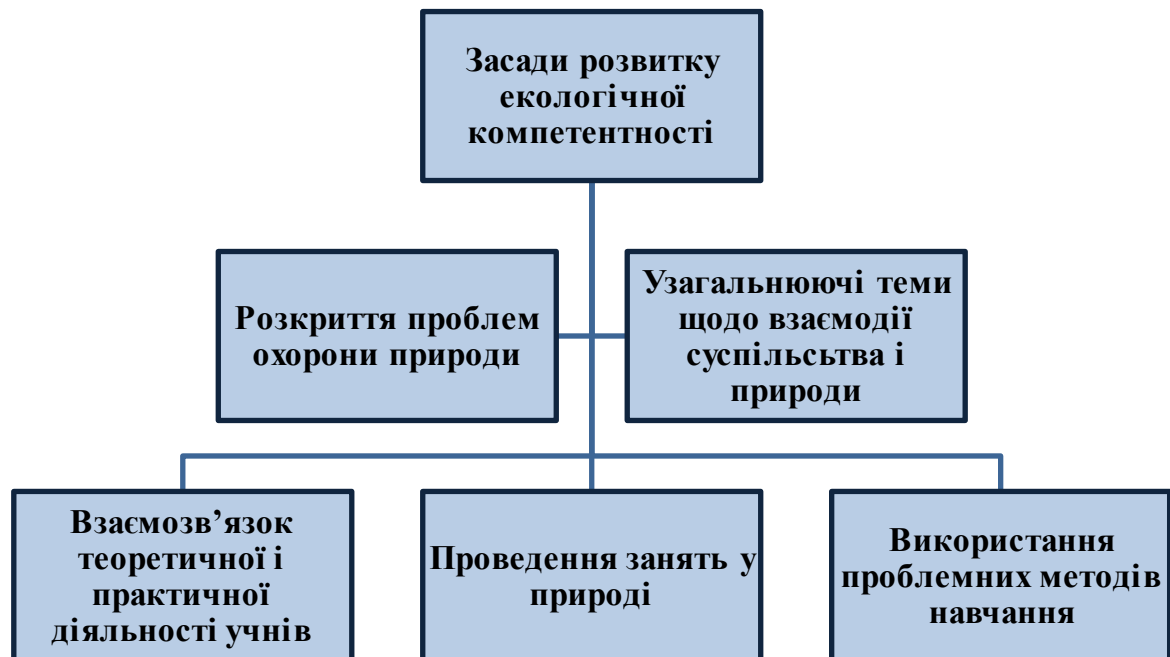 Засади розвитку
екологічної
компетентності
Розкриття проблем
охорони природи
Узагальнюючі теми
щодо взаємодії
суспільсьтва і
природи
Взаємозв’язок
теоретичної і
практичної
діяльності учнів
Проведення занять у
природі
Використання
проблемних методів
навчання